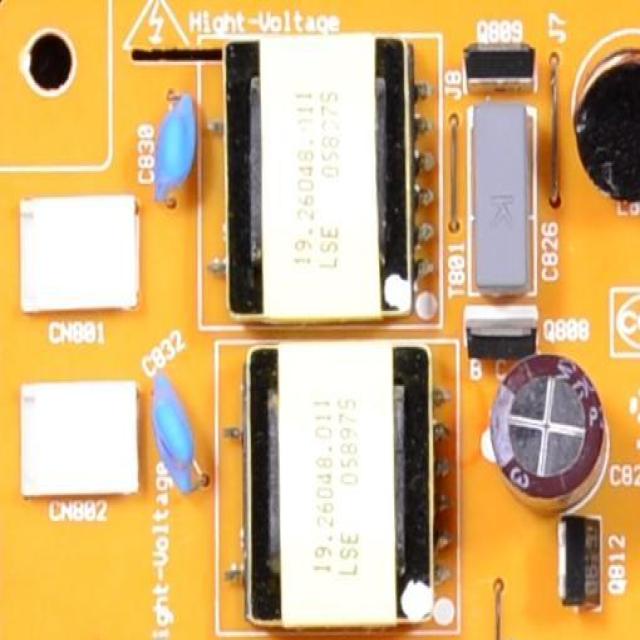 Hight-Voltage
Q809
J7
J8
C830
19.26048.011
LSE 05897S
T801
C826
K
CN801
Q808
B C
C832
19.26048.011
LSE 05897S
CN802
ight-Voltage
C82
Q812